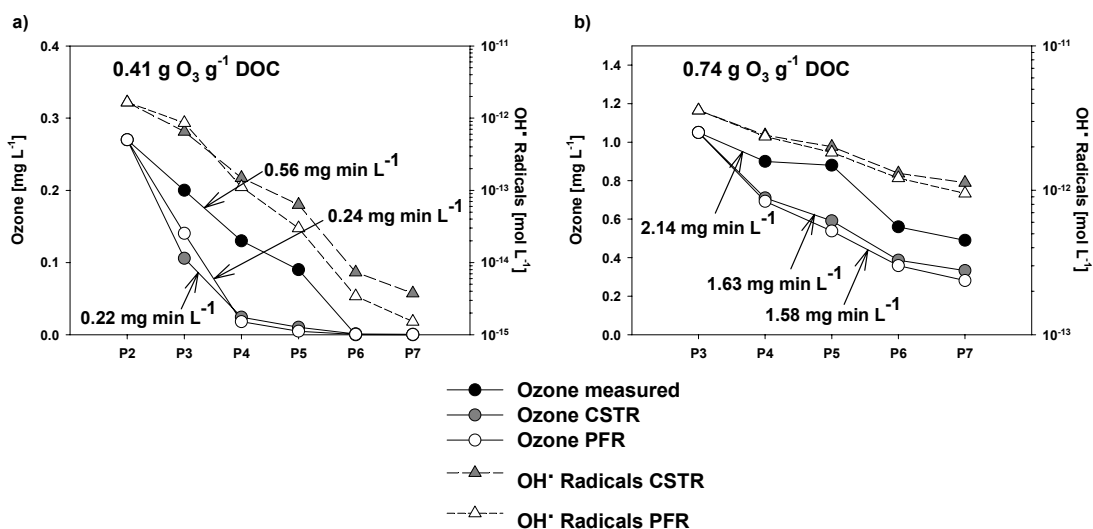 a)
0.41 g O3 g-1 DOC
0.4
0.3
0.2
0.1
0.0
Ozone [mg L-1]
10-11
10-12
10-13
10-14
10-15
OH▪ Radicals [mol L-1]
0.56 mg min L-1
0.24 mg min L-1
0.22 mg min L-1
P2 P3 P4 P5 P6 P7
b)
0.74 g O3 g-1 DOC
1.4
1.2
1.0
0.8
0.6
0.4
0.2
0.0
Ozone [mg L-1]
10-11
10-12
10-13
OH▪ Radicals [mol L-1]
2.14 mg min L-1
1.63 mg min L-1
1.58 mg min L-1
P3 P4 P5 P6 P7
Ozone measured
Ozone CSTR
Ozone PFR
OH▪ Radicals CSTR
OH▪ Radicals PFR